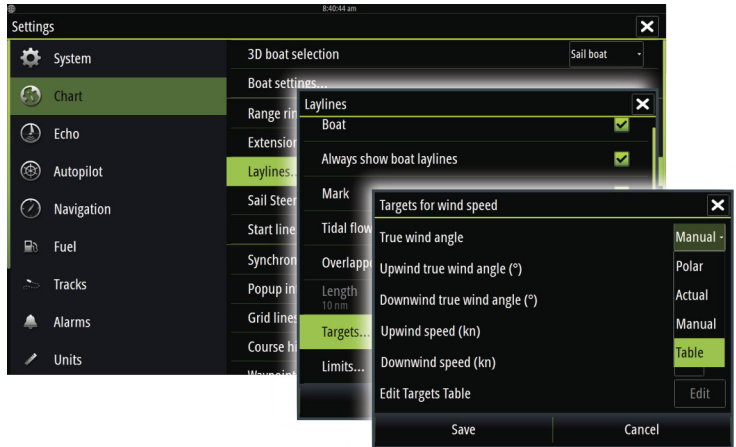 8:40:44 am
Settings
System
Chart
Echo
Autopilot
Navigation
Fuel
Tracks
Alarms
Units
3D boat selection
Sail boat
Boat settings...
Range rin
Extension
Laylines...
Sail Steer
Start line
Synchron
Popup in
Grid lines
Course hi
Waypoint
Laylines
Boat
Always show boat laylines
Mark
Tidal flow
Overlappe
Length
10 nm
Targets...
Limits...
Targets for wind speed
True wind angle
Manual
Upwind true wind angle (°)
Polar
Downwind true wind angle (°)
Actual
Upwind speed (kn)
Manual
Downwind speed (kn)
Table
Edit Targets Table
Edit
Save
Cancel